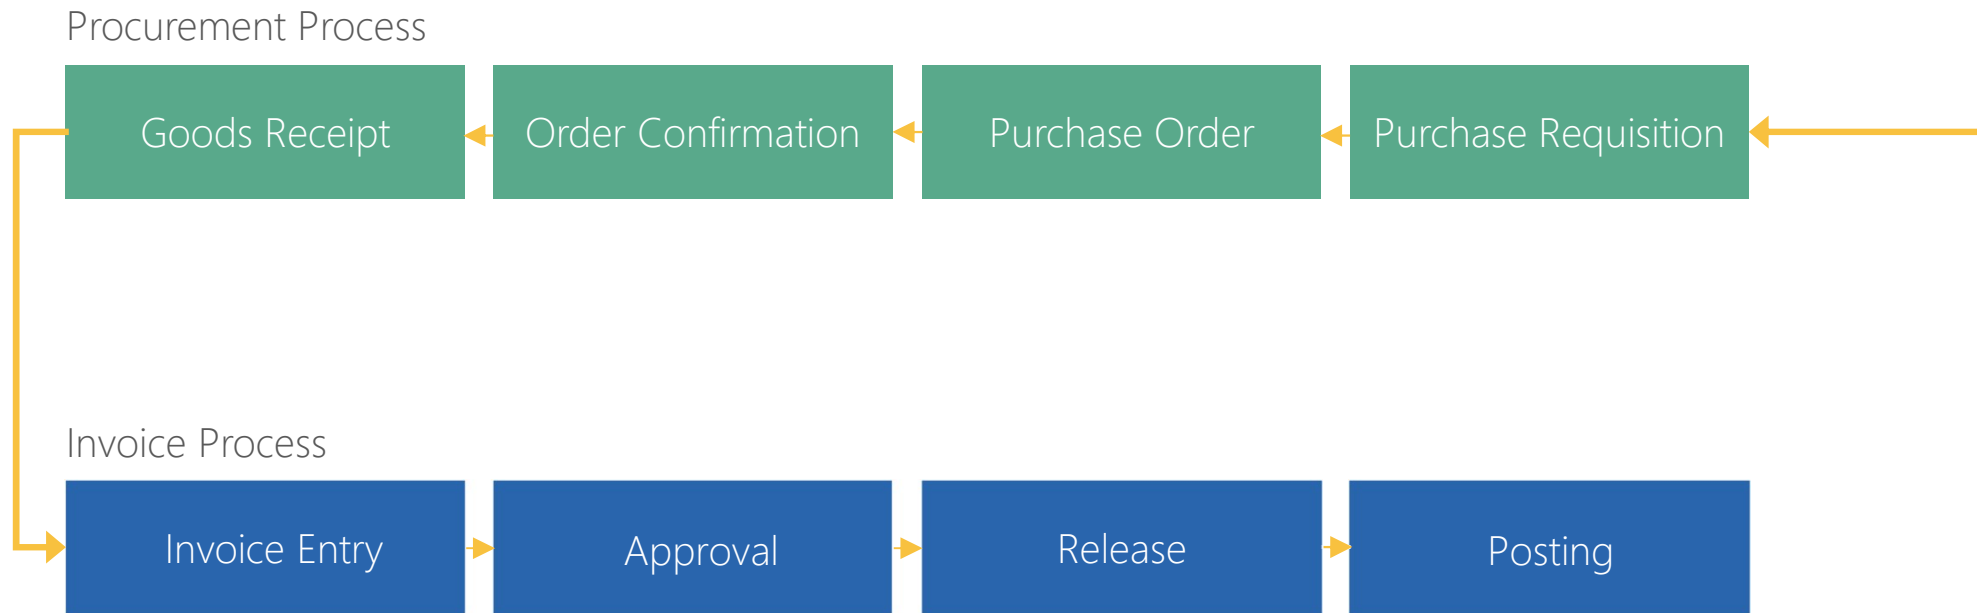 Procurement Process
Goods Receipt
Order Confirmation
Purchase Order
Purchase Requisition
Invoice Process
Invoice Entry
Approval
Release
Posting